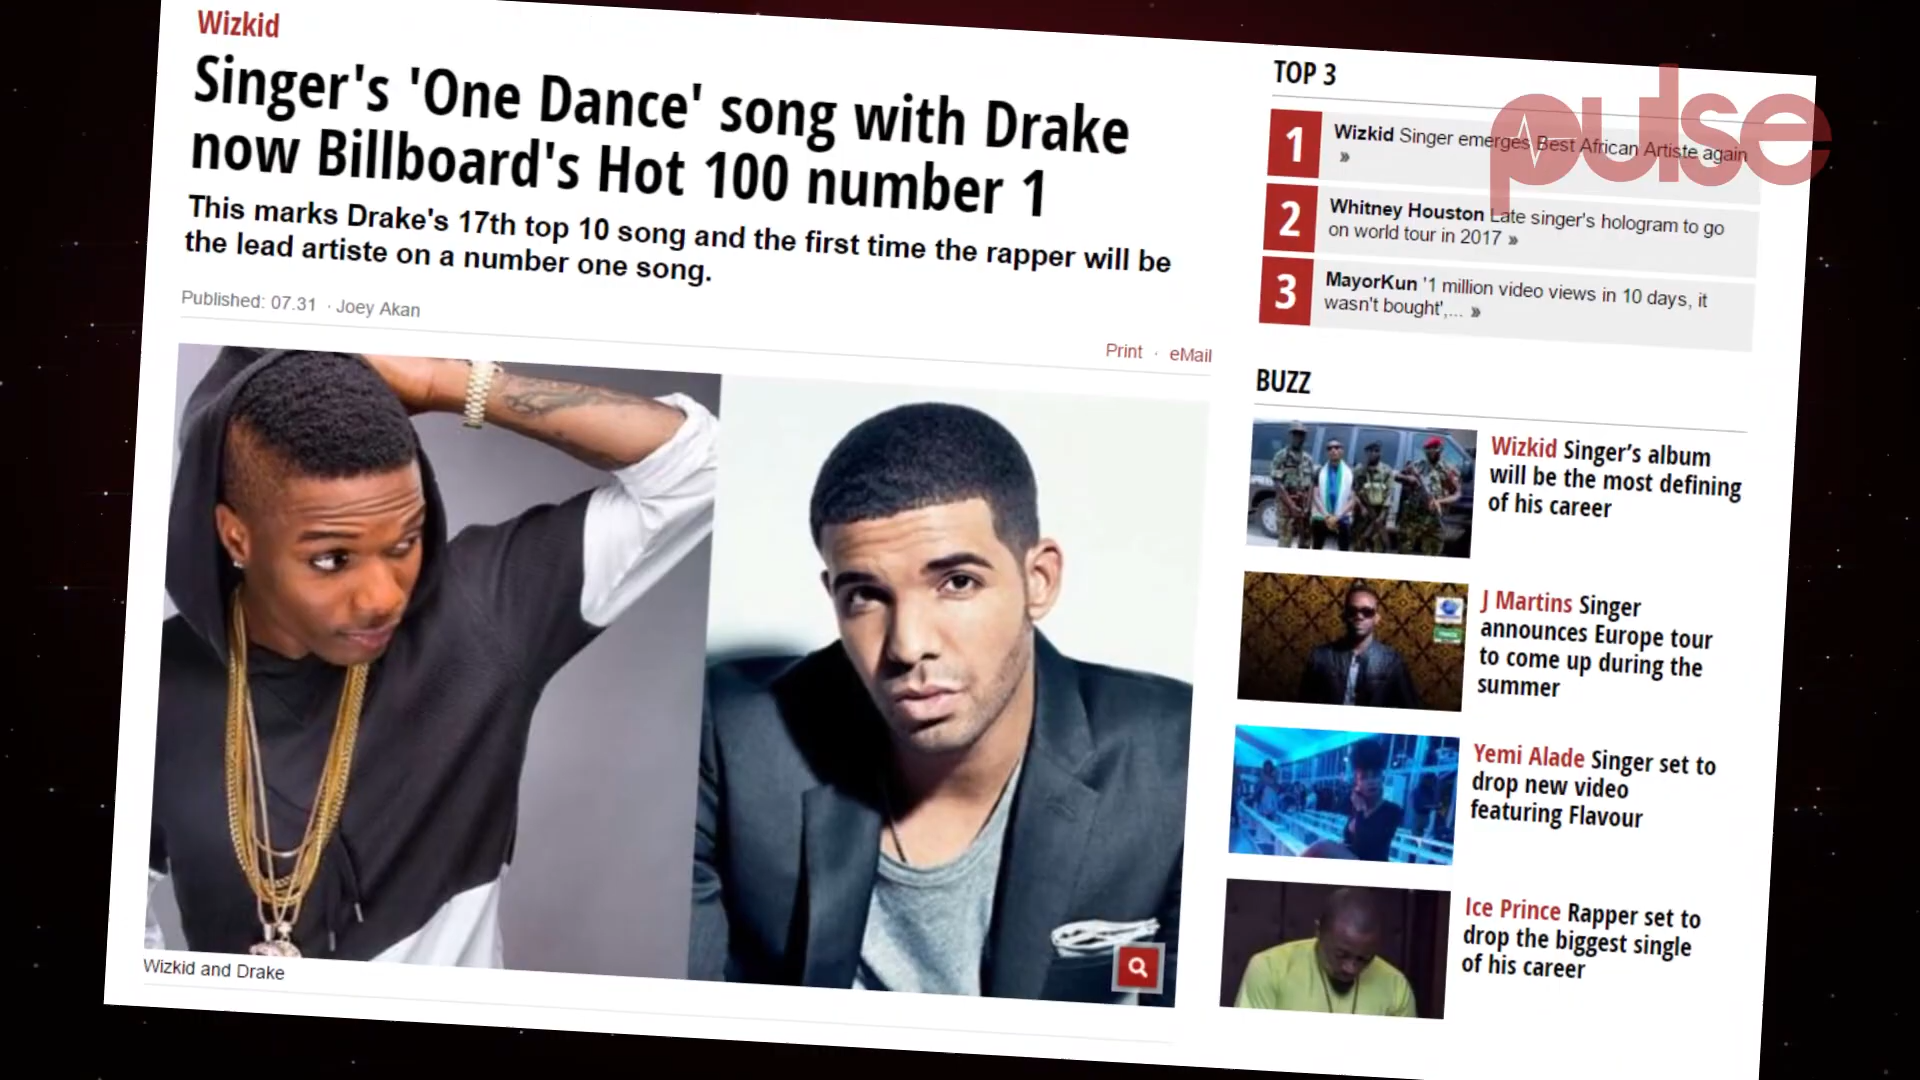 Wizkid
Singer's 'One Dance' song with Drake
now Billboard's Hot 100 number 1
This marks Drake's 17th top 10 song and the first time the rapper will be
the lead artiste on a number one song.
Published: 07.31 · Joey Akan
Print · eMail
Wizkid and Drake
TOP 3
1
Wizkid Singer emerges Best African Artiste again
»
2
Whitney Houston Late singer's hologram to go
on world tour in 2017 »
3
MayorKun '1 million video views in 10 days, it
wasn't bought',... »
pulse
BUZZ
Wizkid Singer’s album
will be the most defining
of his career
J Martins Singer
announces Europe tour
to come up during the
summer
Yemi Alade Singer set to
drop new video
featuring Flavour
Ice Prince Rapper set to
drop the biggest single
of his career